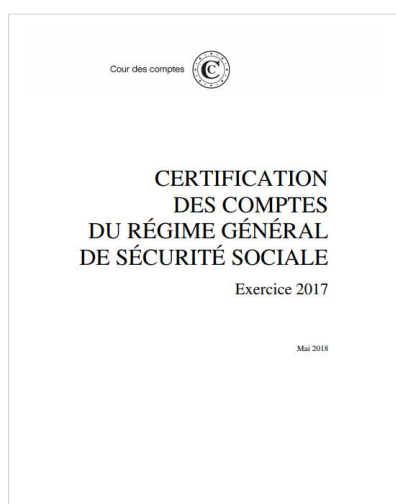 Cour des comptes
CERTIFICATION
DES COMPTES
DU RÉGIME GÉNÉRAL
DE SÉCURITÉ SOCIALE
Exercice 2017
Mai 2018